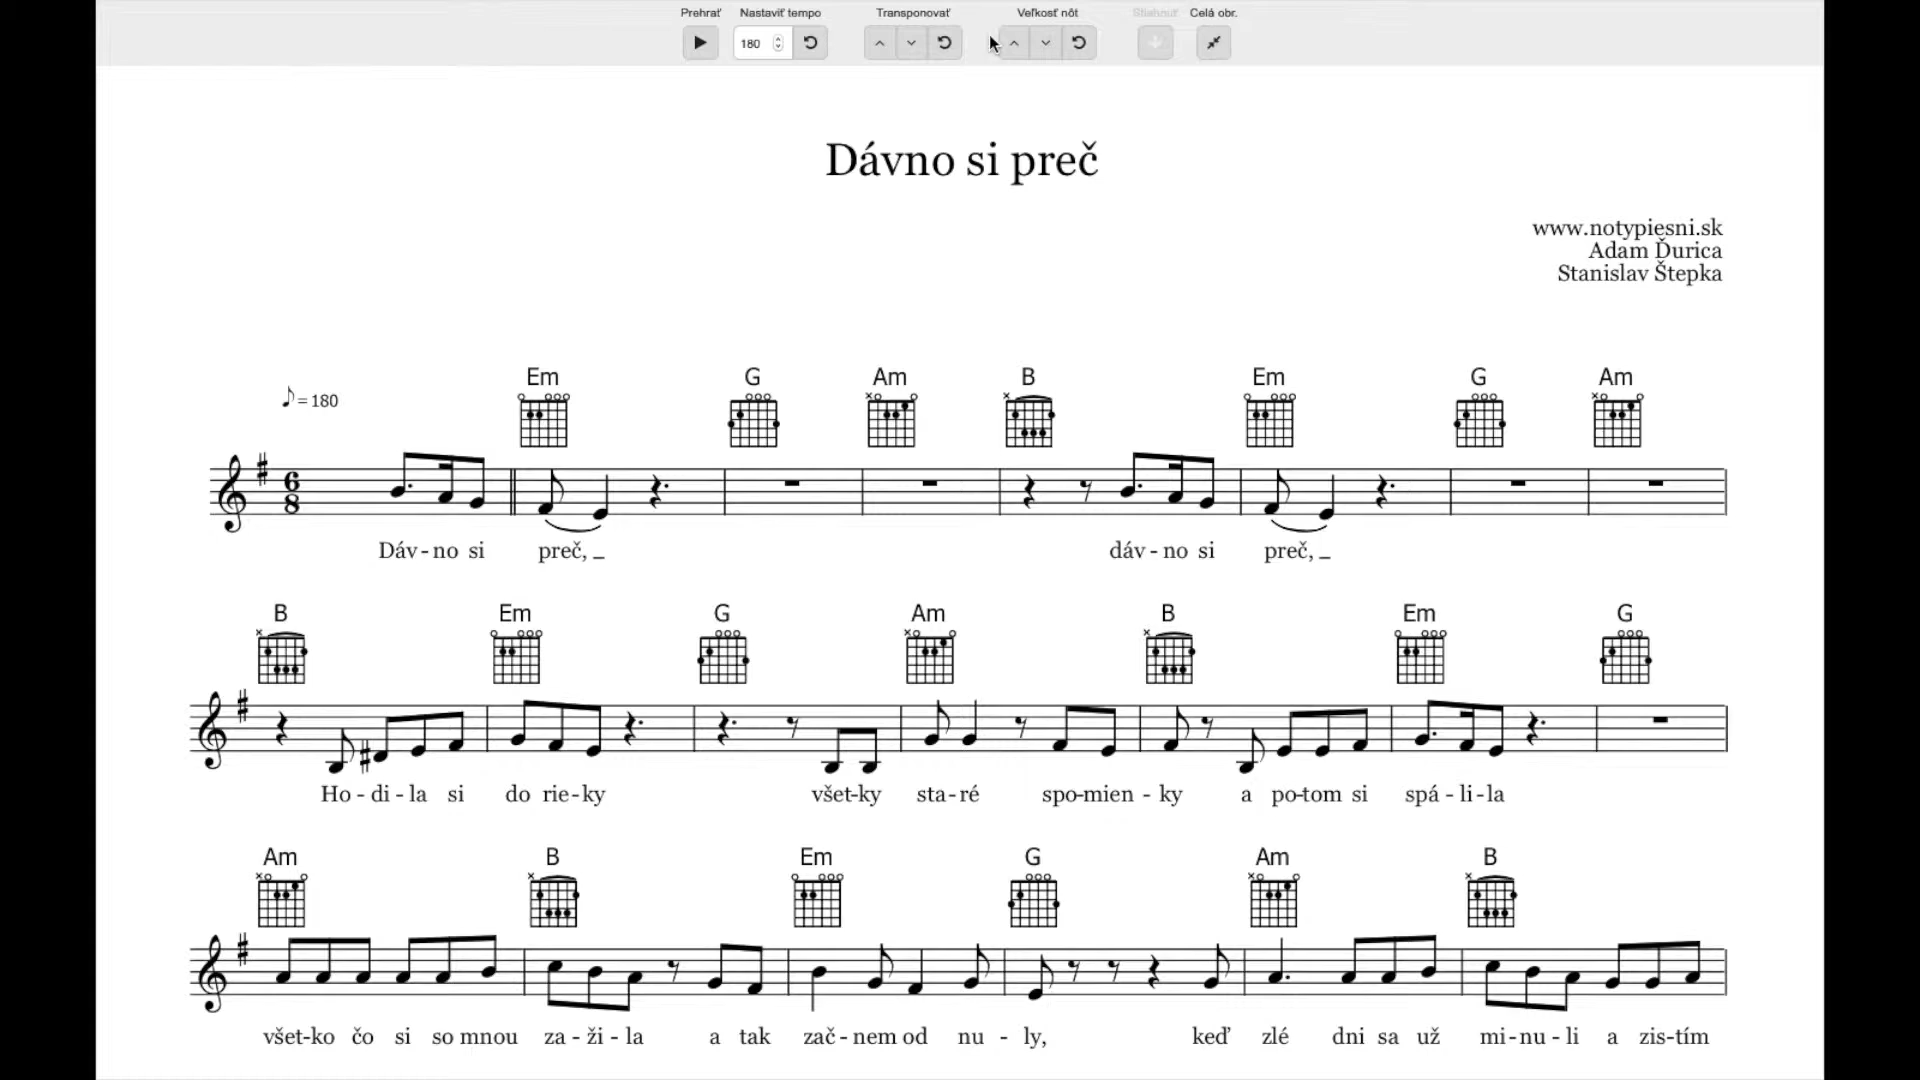 Prehrať Nastaviť tempo Transponovať Veľkosť nôt Stiahnuť Celá obr.
180
Dávno si preč
www.notypiesni.sk
Adam Ďurica
Stanislav Štepka
♪ = 180
Em G Am B Em G Am
6
8
Dáv - no si preč, _ dáv - no si preč, _
B Em G Am B Em G
Ho - di - la si do rie - ky všet - ky sta - ré spo - mien - ky a po - tom si spá - li - la
Am B Em G Am B
všet - ko čo si so mnou za - ži - la a tak zač - nem od nu - ly, keď zlé dni sa už mi - nu - li a zis - tím